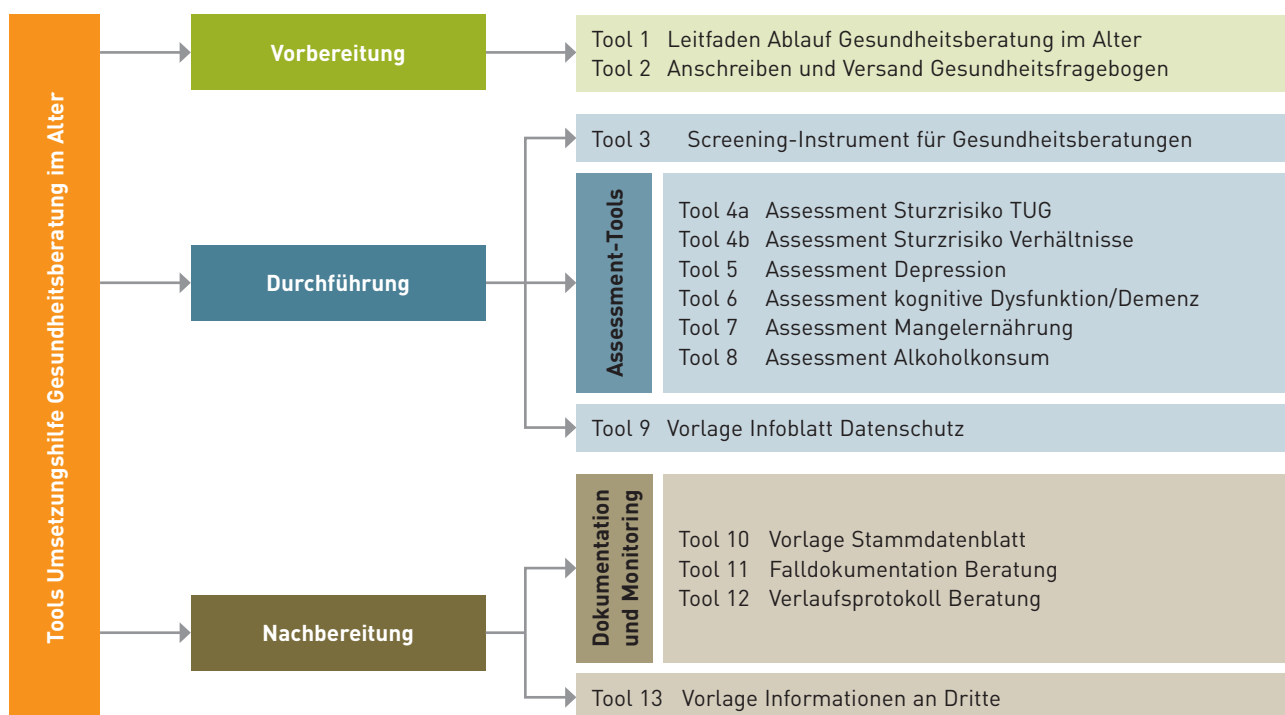 Tools Umsetzungshilfe Gesundheitsberatung im Alter
Vorbereitung
Tool 1 Leitfaden Ablauf Gesundheitsberatung im Alter
Tool 2 Anschreiben und Versand Gesundheitsfragebogen
Durchführung
Tool 3 Screening-Instrument für Gesundheitsberatungen
Assessment-Tools
Tool 4a Assessment Sturzrisiko TUG
Tool 4b Assessment Sturzrisiko Verhältnisse
Tool 5 Assessment Depression
Tool 6 Assessment kognitive Dysfunktion/Demenz
Tool 7 Assessment Mangelernährung
Tool 8 Assessment Alkoholkonsum
Tool 9 Vorlage Infoblatt Datenschutz
Nachbereitung
Dokumentation
und Monitoring
Tool 10 Vorlage Stammdatenblatt
Tool 11 Falldokumentation Beratung
Tool 12 Verlaufsprotokoll Beratung
Tool 13 Vorlage Informationen an Dritte